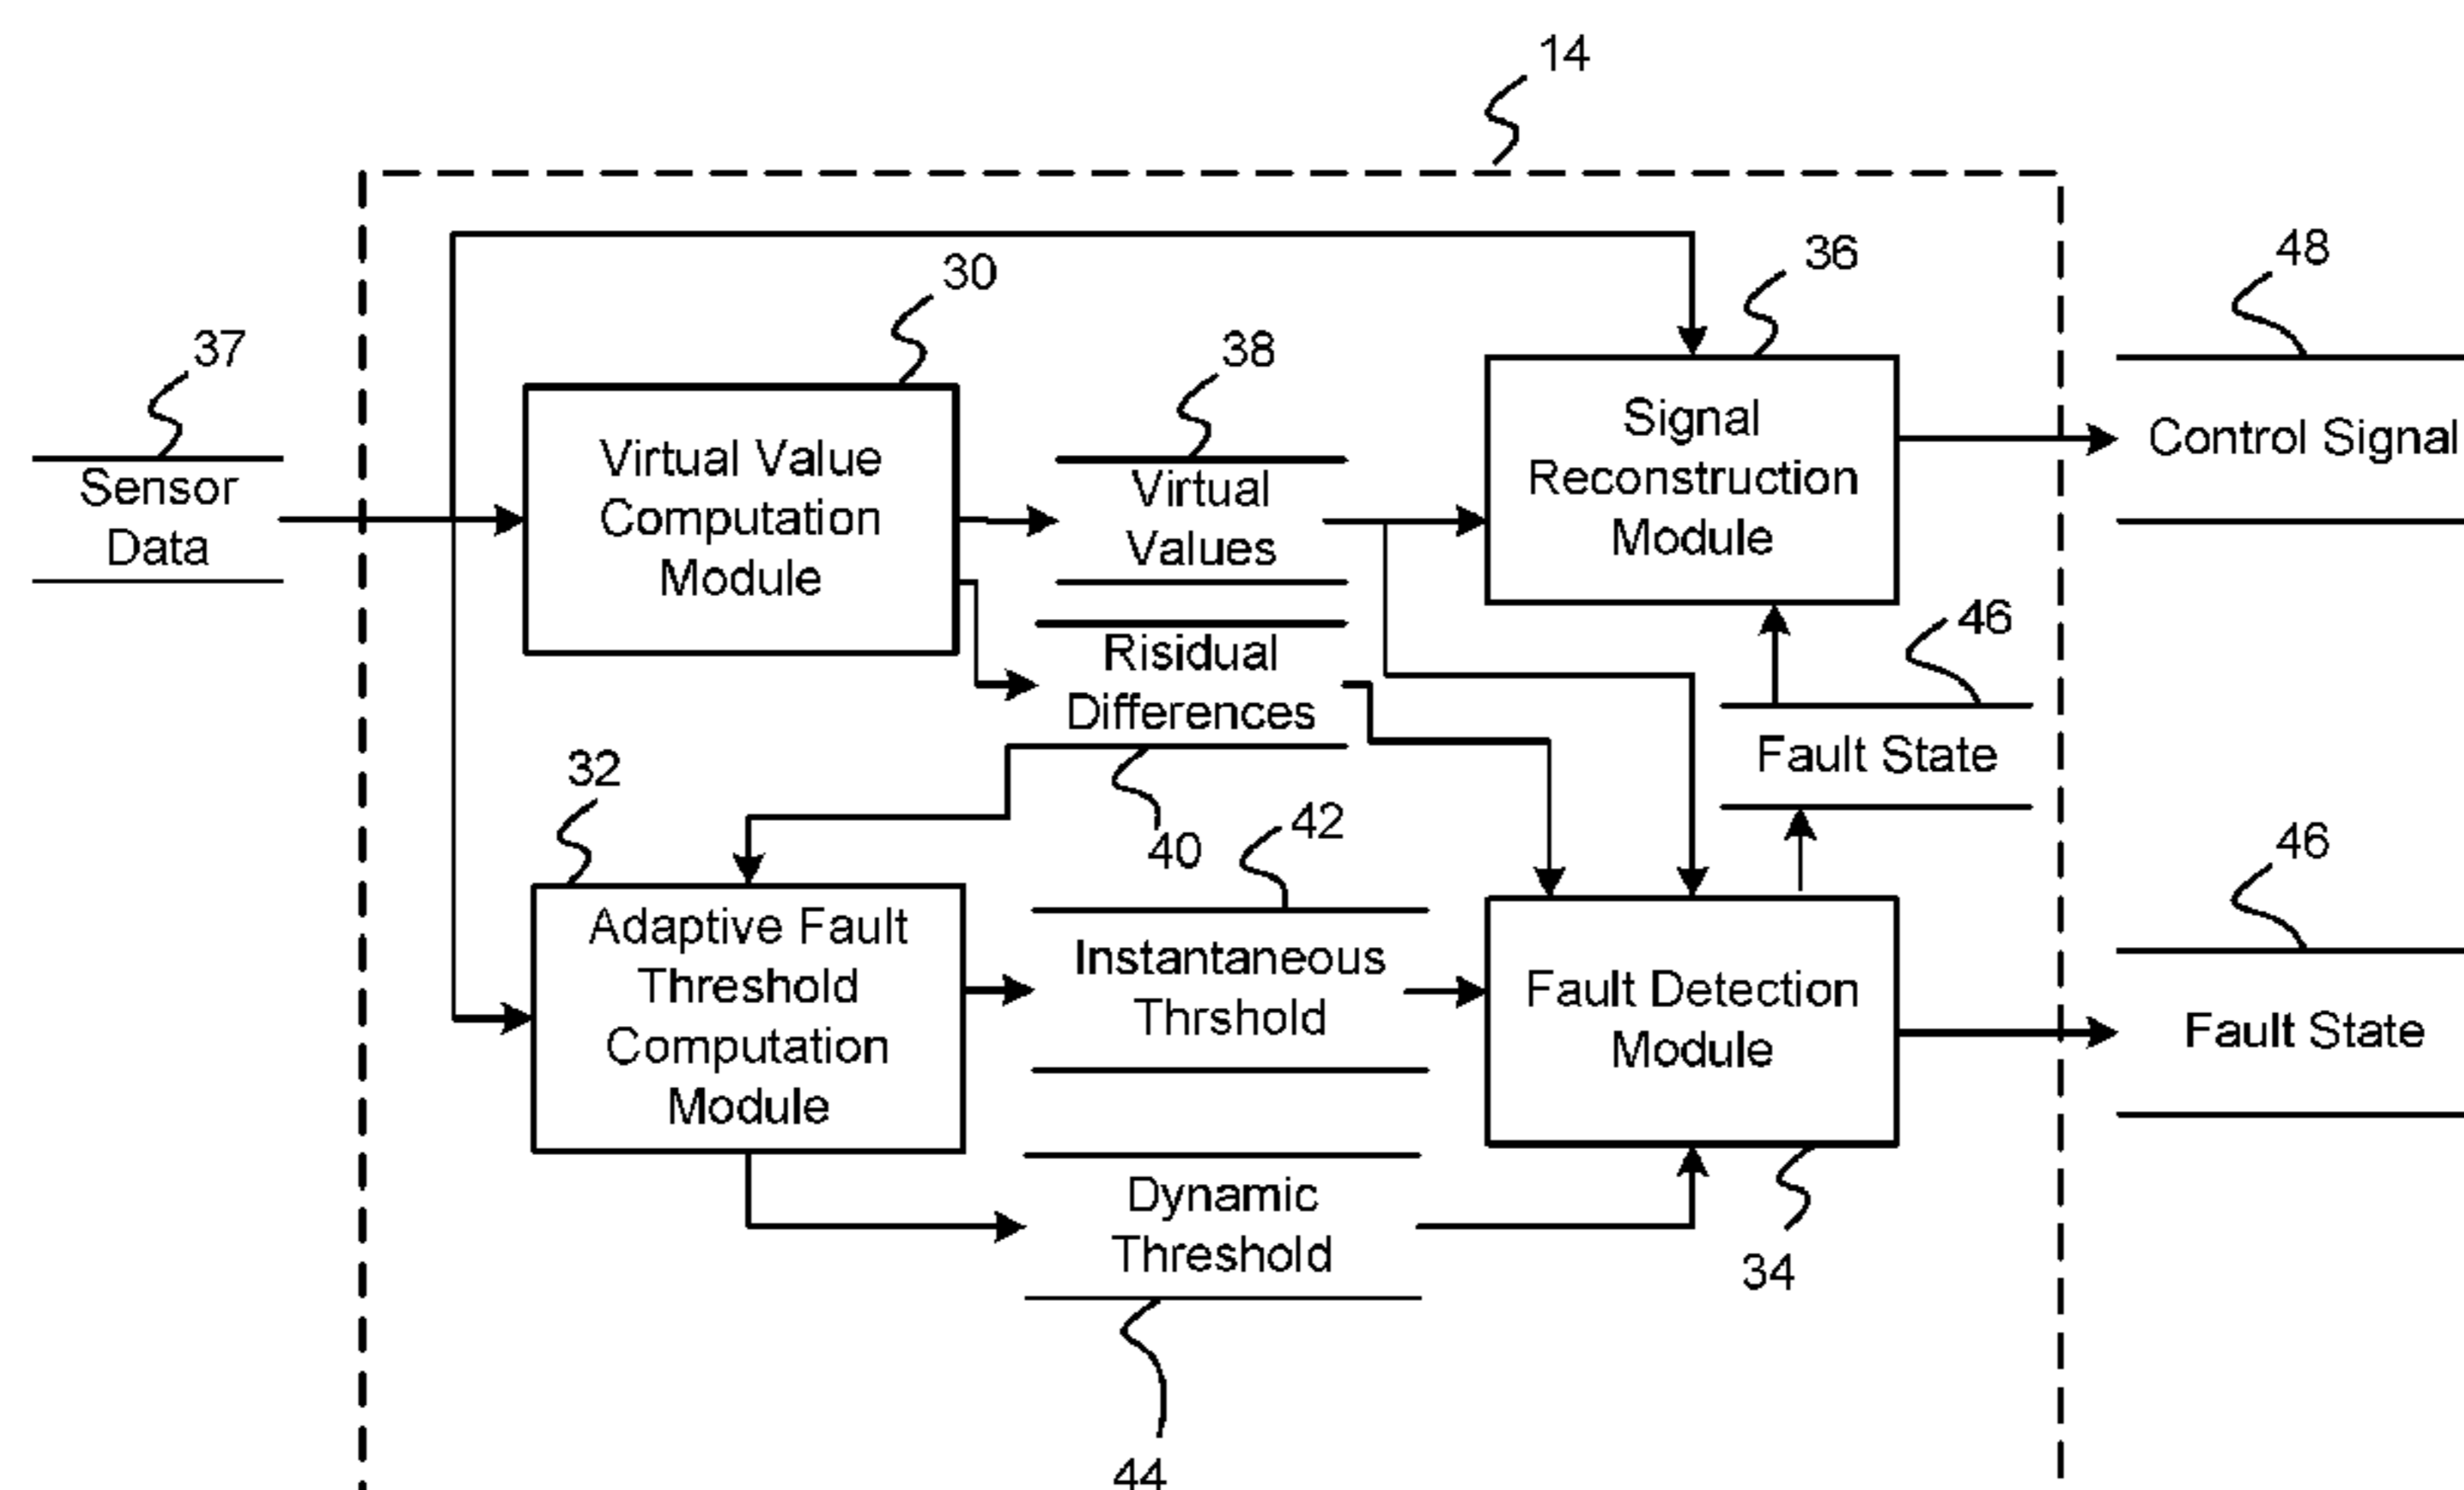 14
30
36
48
37
38
Sensor
Data
Virtual Value
Computation
Module
Virtual
Values
Signal
Reconstruction
Module
Control Signal
Risidual
Differences
46
Fault State
32
40
42
46
Adaptive Fault
Threshold
Computation
Module
Instantaneous
Thrshold
Fault Detection
Module
Fault State
Dynamic
Threshold
34
44